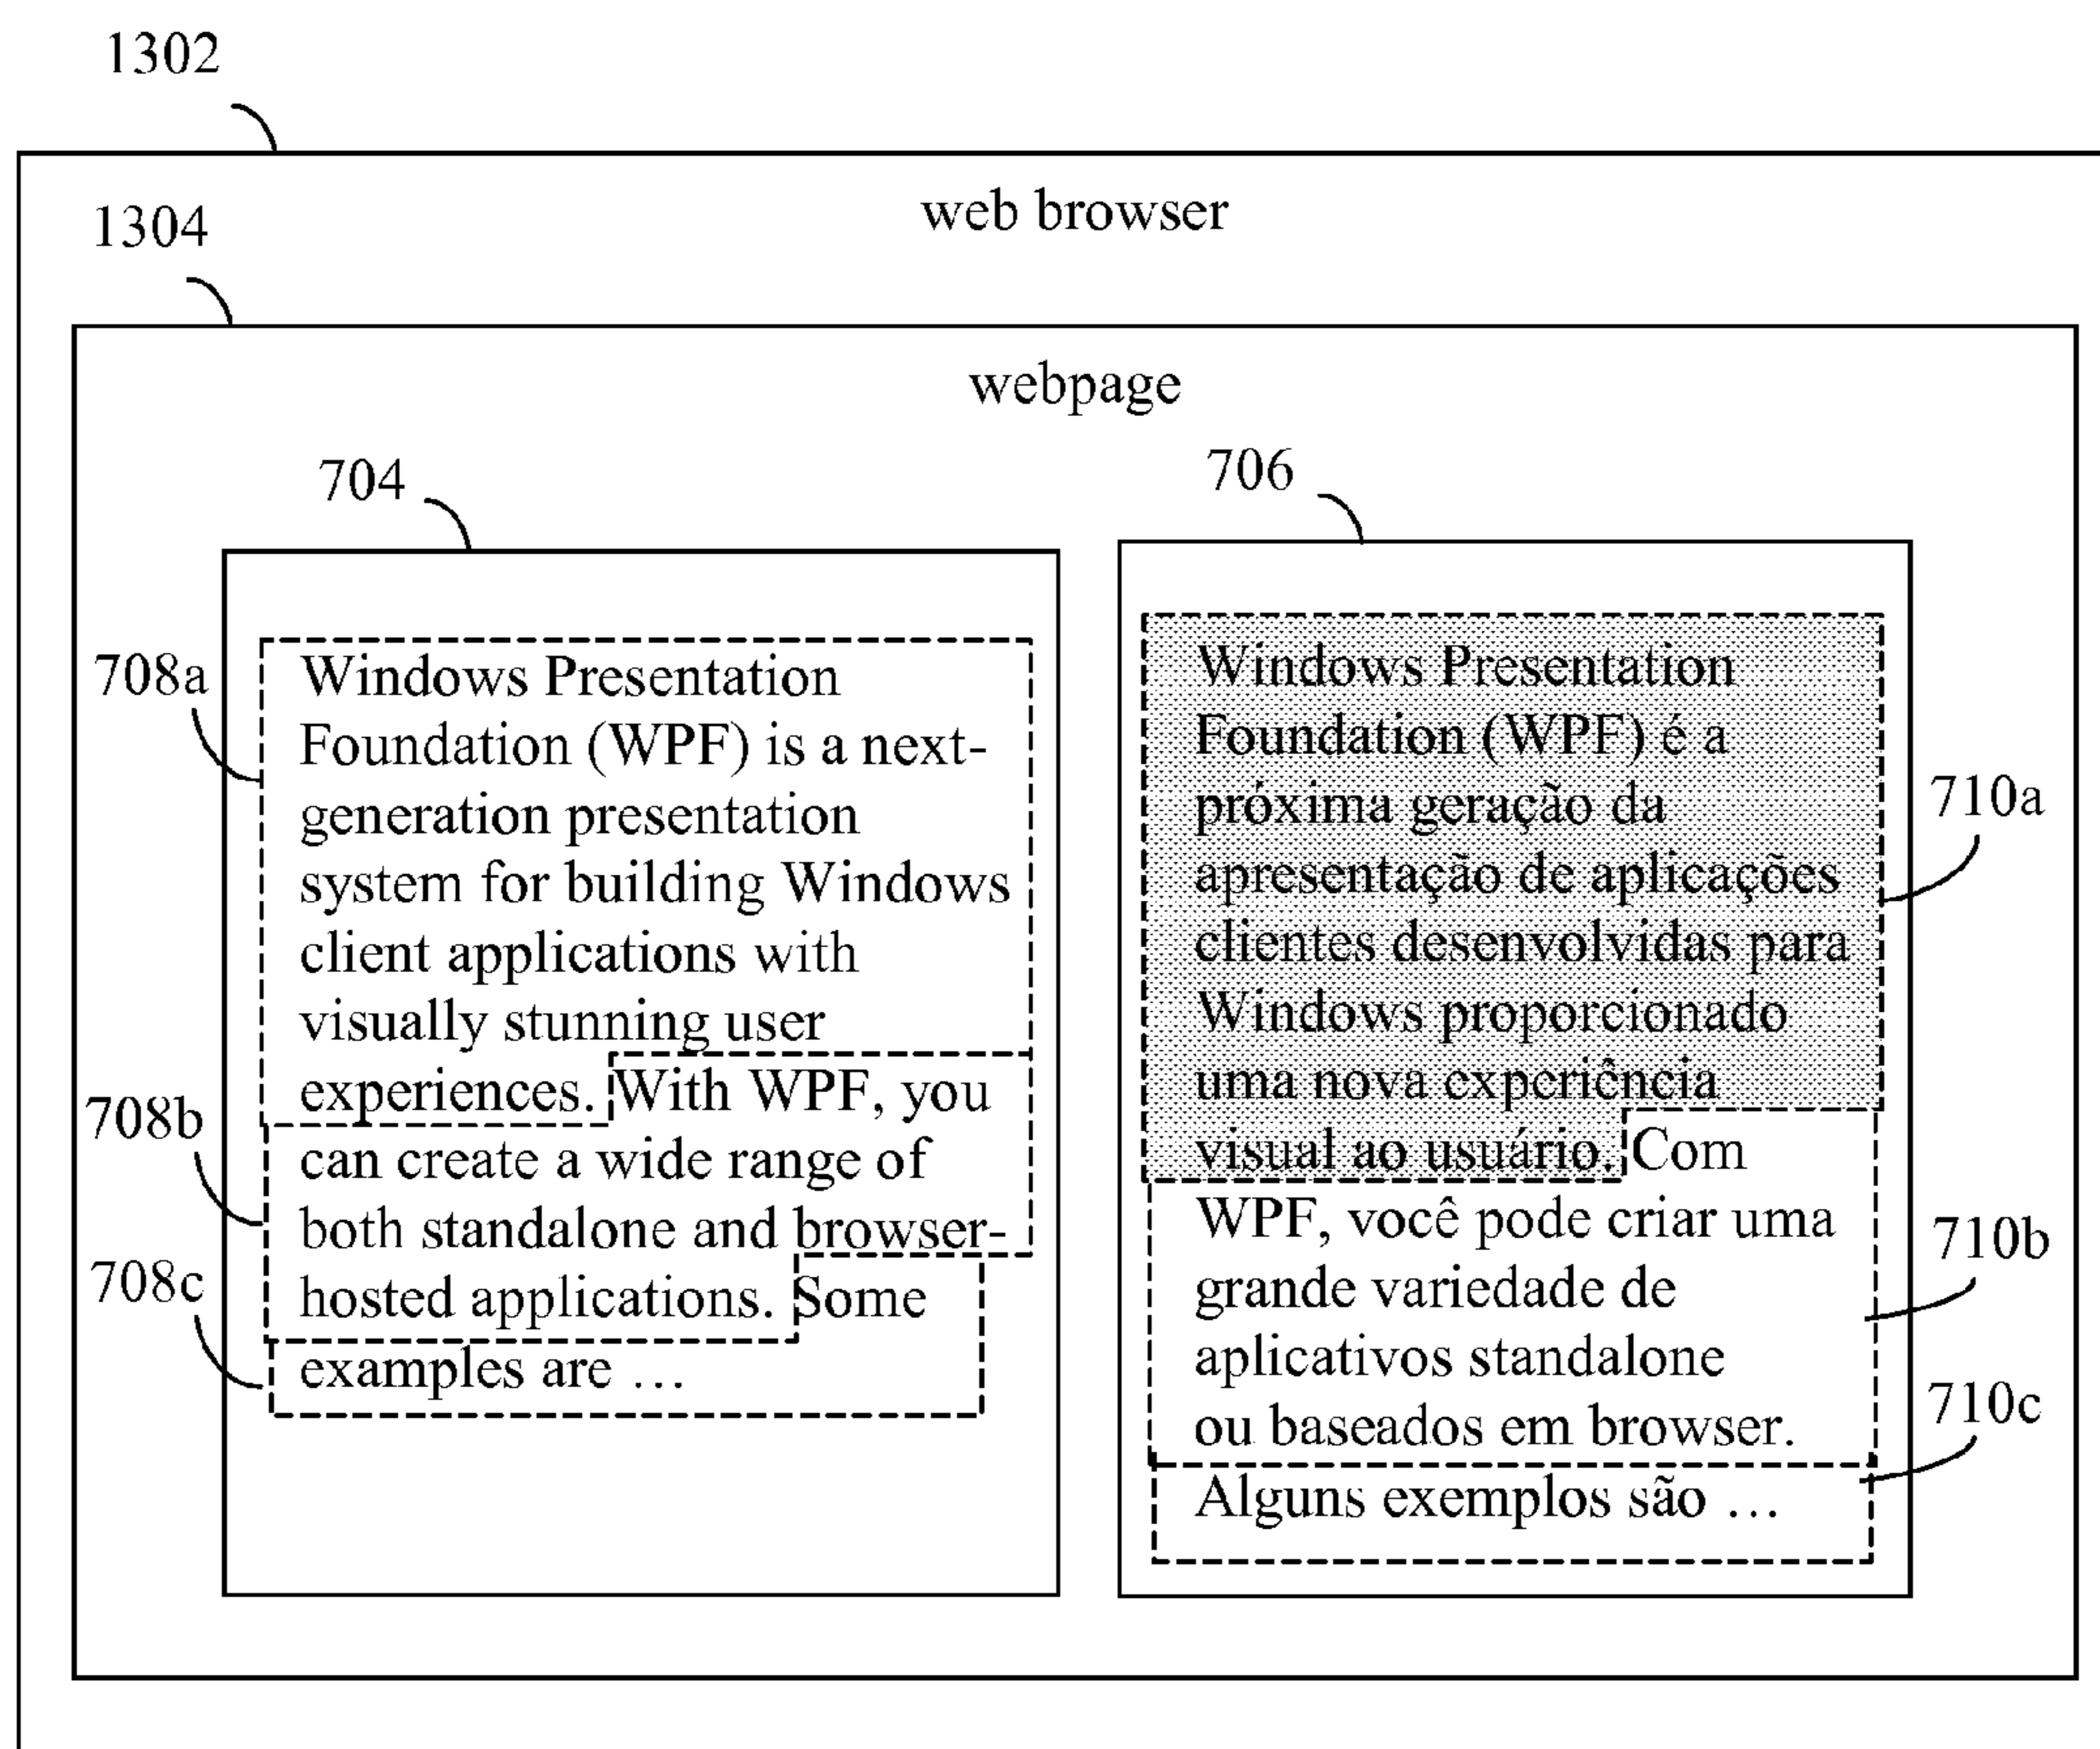 1302
web browser
1304
webpage
704
708a
Windows Presentation
Foundation (WPF) is a next-
generation presentation
system for building Windows
client applications with
visually stunning user
experiences. With WPF, you
708b
can create a wide range of
both standalone and browser-
708c
hosted applications. Some
examples are …
706
Windows Presentation
Foundation (WPF) é a
próxima geração da
710a
apresentação de aplicações
clientes desenvolvidas para
Windows proporcionado
uma nova experiência
visual ao usuário. Com
WPF, você pode criar uma
710b
grande variedade de
aplicativos standalone
ou baseados em browser.
710c
Alguns exemplos são …